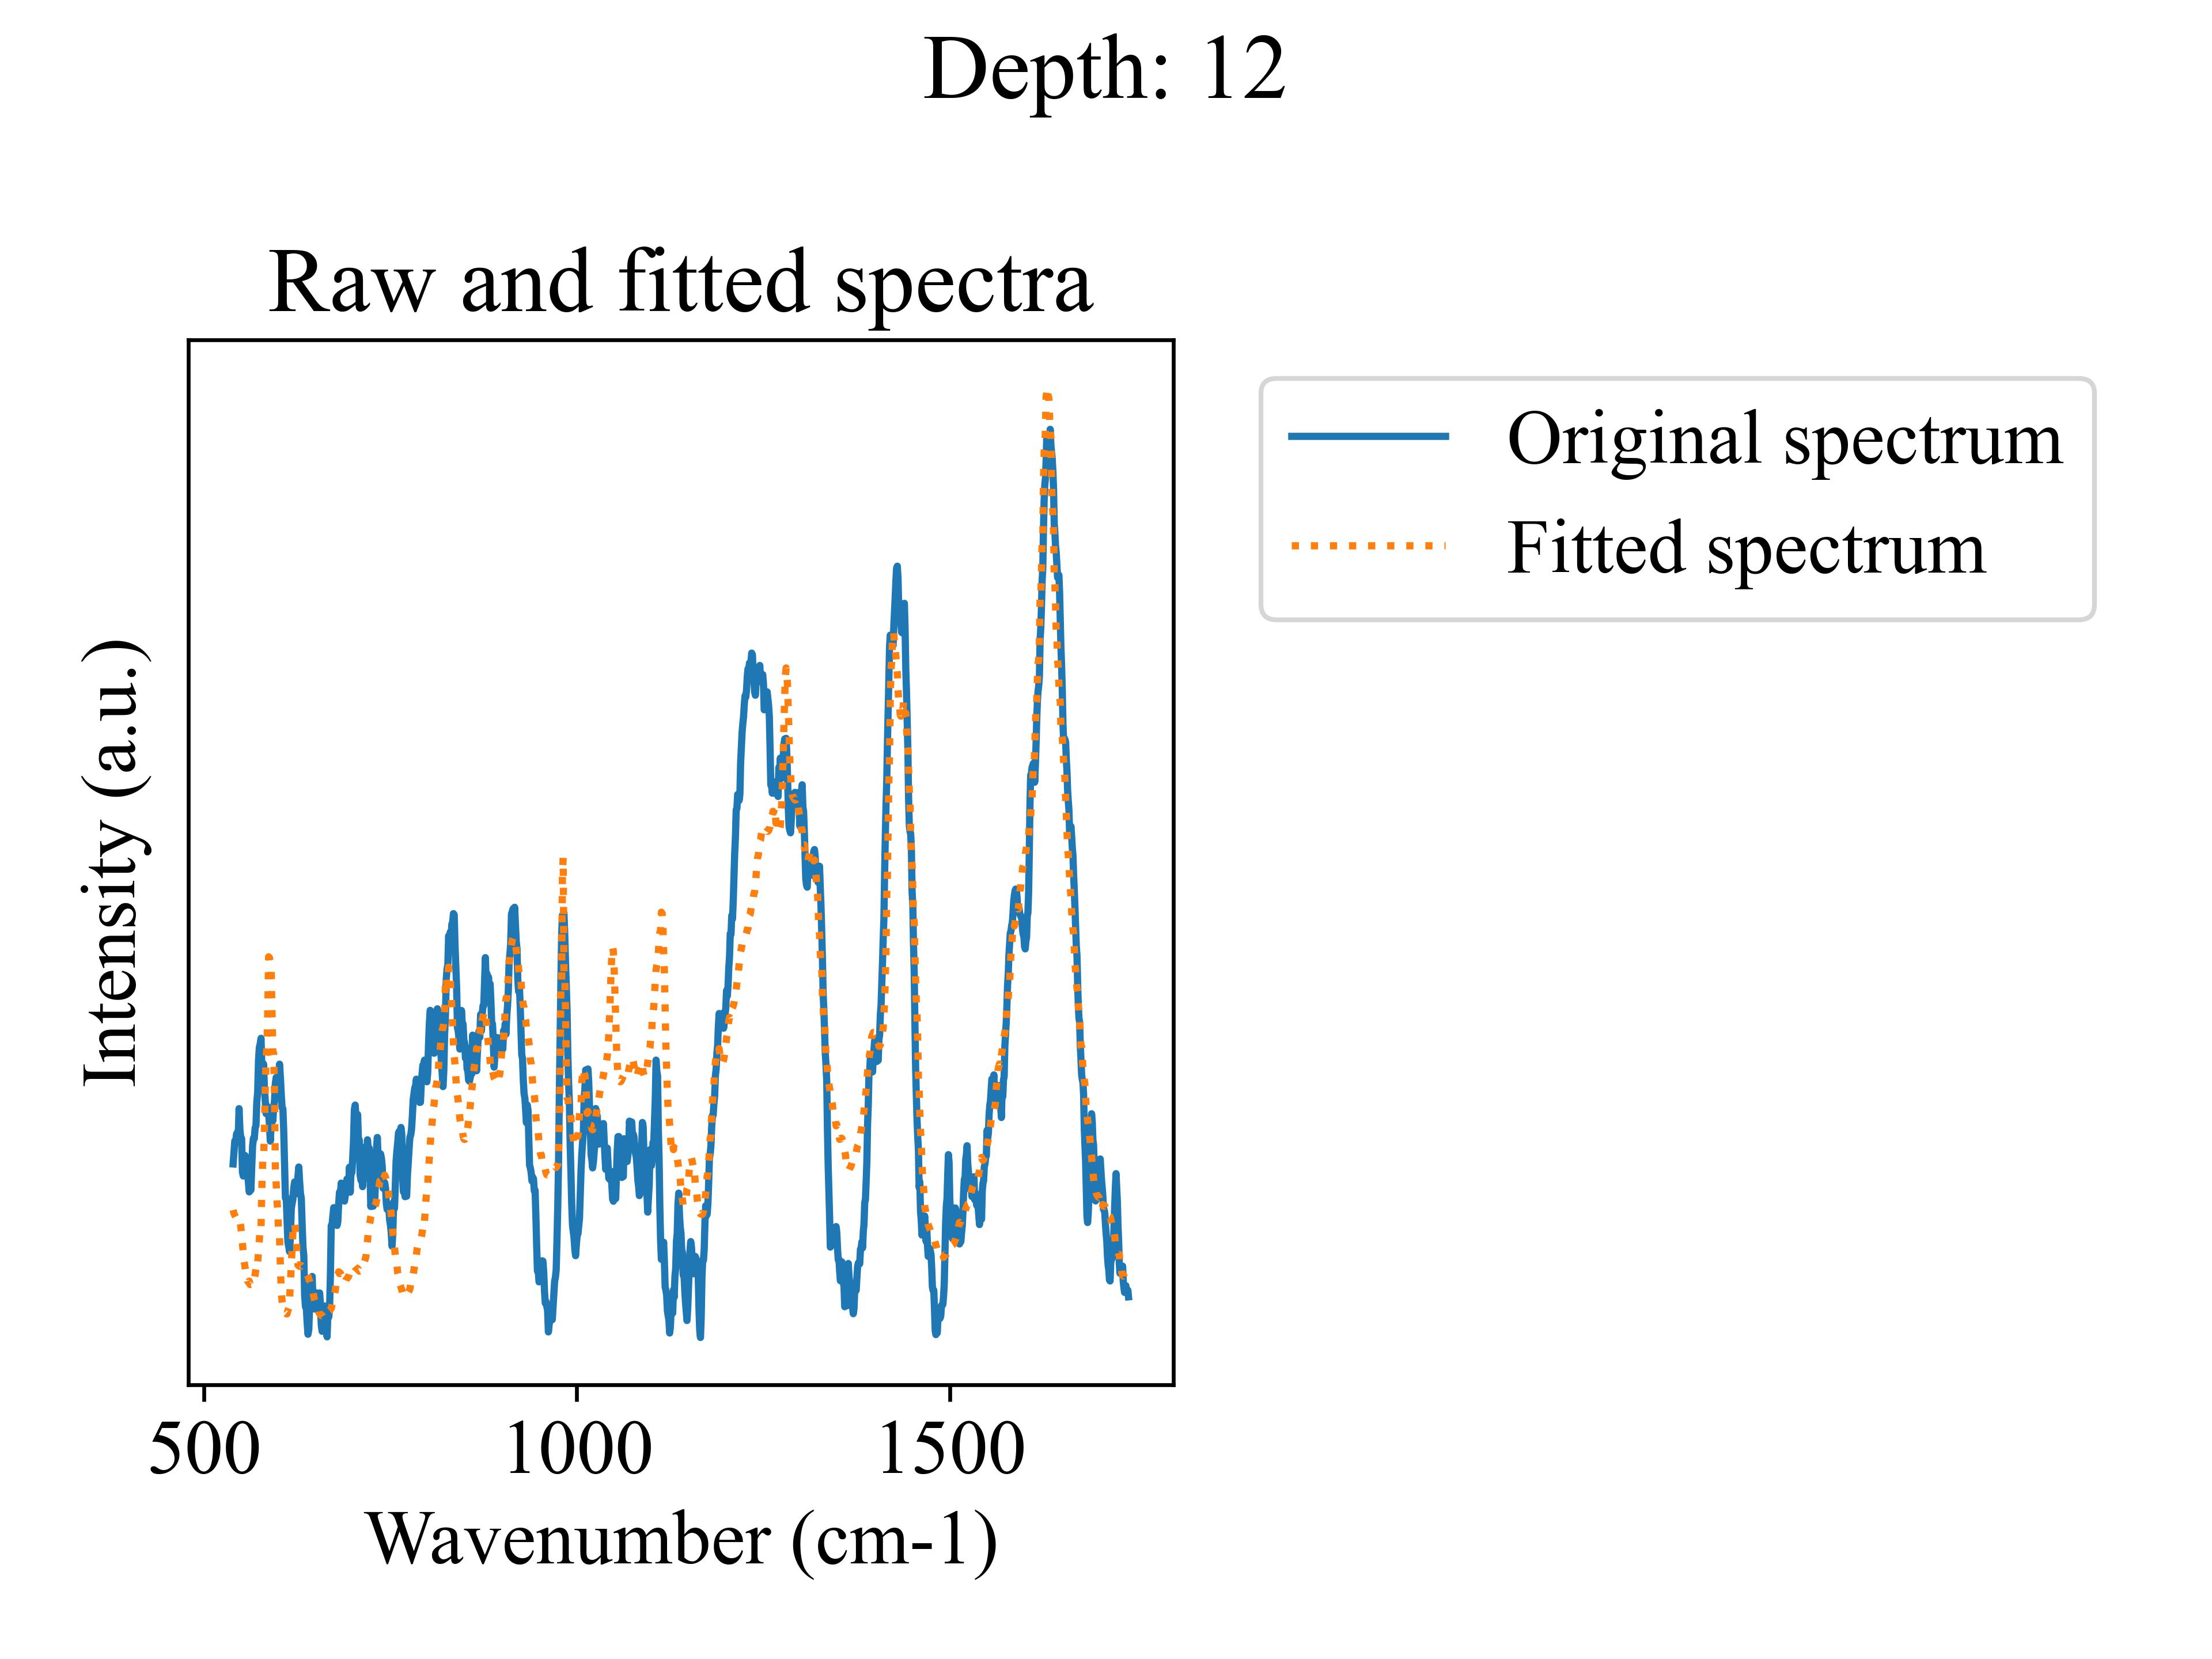 Depth: 12
Raw and fitted spectra
Original spectrum
Fitted spectrum
Intensity (a.u.)
500 1000 1500
Wavenumber (cm-1)